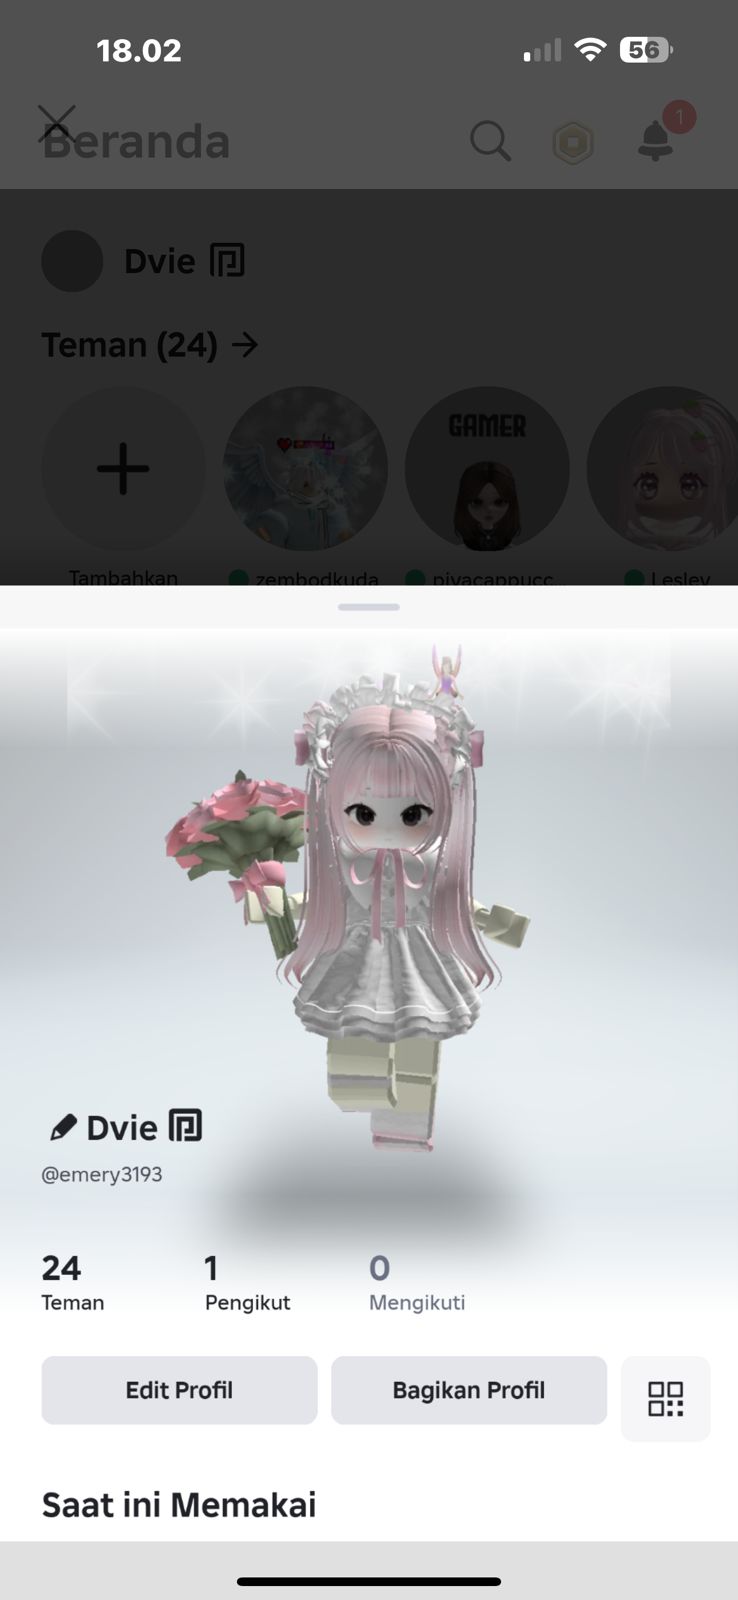 18.02
56
Beranda
1
Dvie
Teman (24) →
GAMER
Tambahkan
zembodkuda
pivacappucc...
Lesley
Dvie
@emery3193
24
Teman
1
Pengikut
0
Mengikuti
Edit Profil
Bagikan Profil
Saat ini Memakai